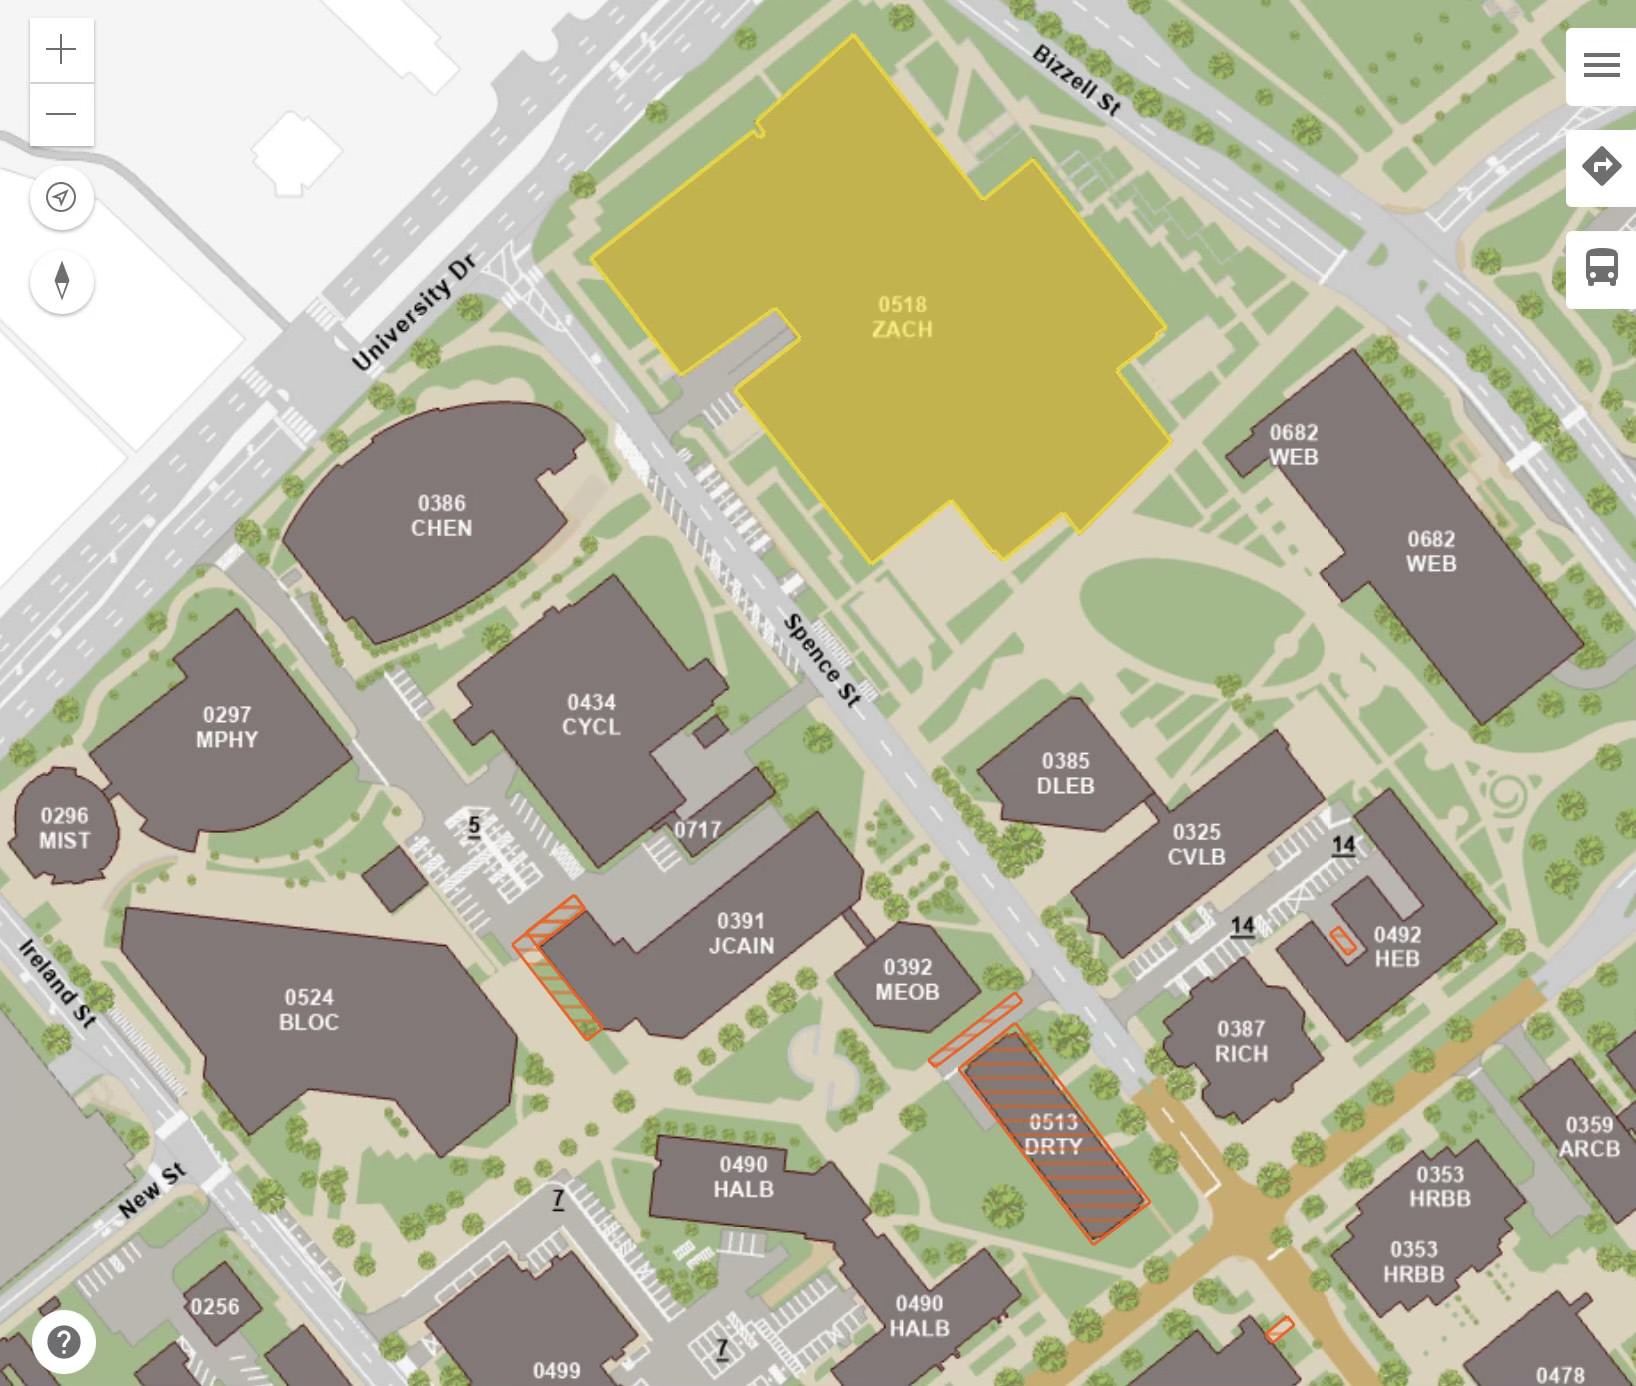 Bizzell St
University Dr
0518
ZACH
0682
WEB
0386
CHEN
0682
WEB
Spence St
0434
CYCL
0297
MPHY
0385
DLEB
0296
MIST
5
0717
0325
CVLB
14
0391
JCAIN
14
0492
HEB
0392
MEOB
Ireland St
0524
BLOC
0387
RICH
0513
DRTY
0359
ARCB
0490
HALB
0353
HRBB
New St
7
0353
HRBB
0256
0490
HALB
7
0499
0478
?